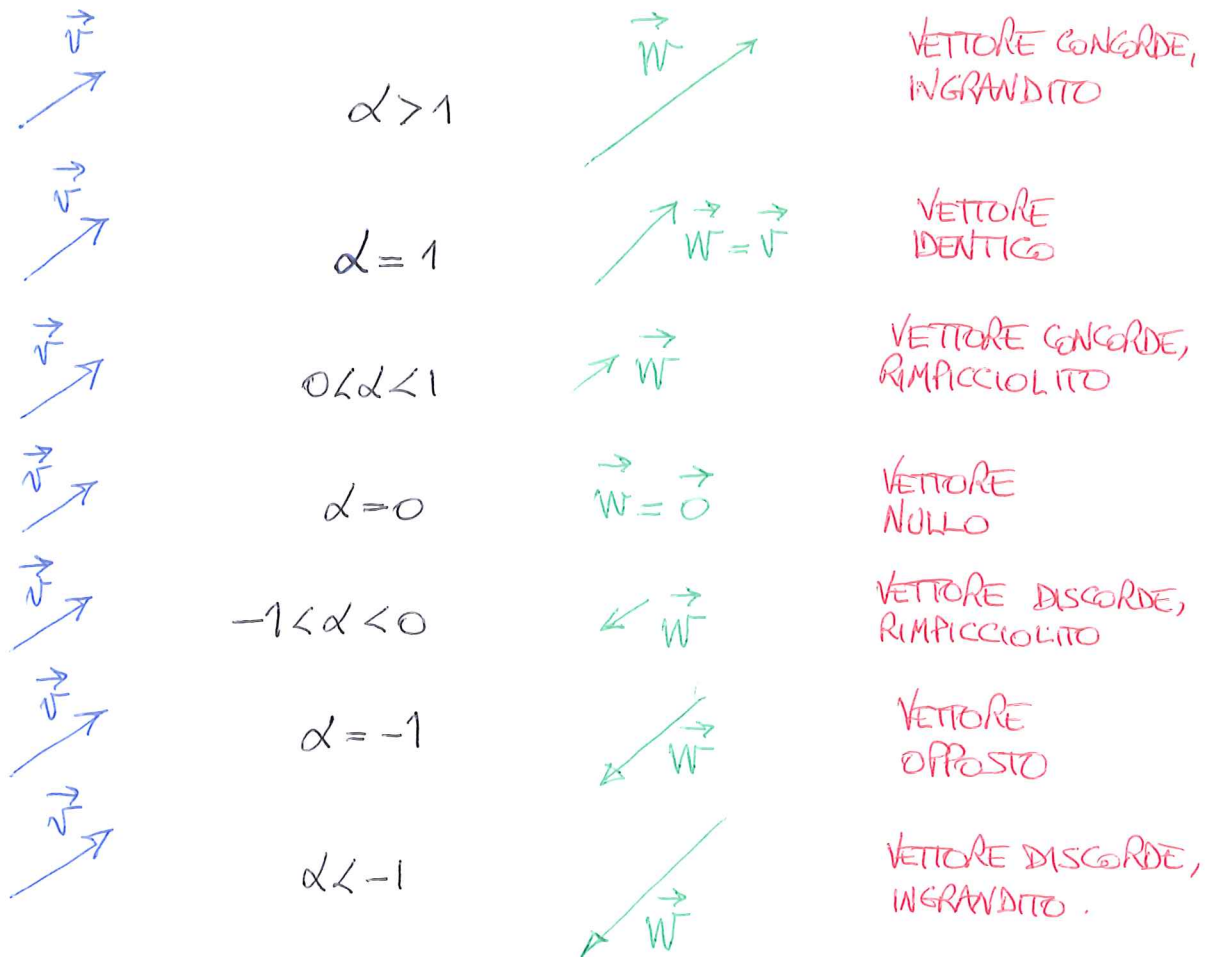 v⃗
α>1
w⃗
VETTORE CONCORDE,
INGRANDITO
v⃗
α=1
w⃗=v⃗
VETTORE
IDENTICO
v⃗
0<α<1
w⃗
VETTORE CONCORDE,
RIMPICCIOLITO
v⃗
α=0
w⃗=0⃗
VETTORE
NULLO
v⃗
-1<α<0
w⃗
VETTORE DISCORDE,
RIMPICCIOLITO
v⃗
α=-1
w⃗
VETTORE
OPPOSTO
v⃗
α<-1
w⃗
VETTORE DISCORDE,
INGRANDITO.